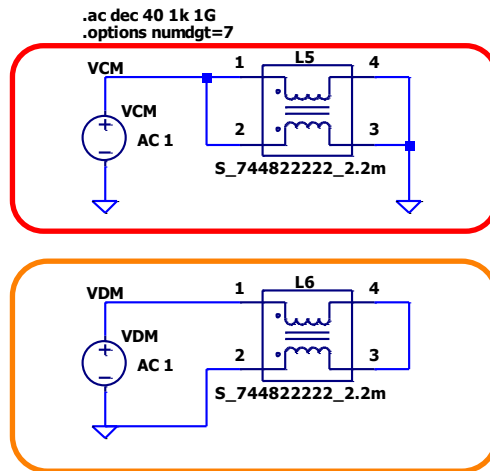 .ac dec 40 1k 1G
.options numdgt=7
VCM
1
L5
4
VCM
+
AC 1
2
3
S_744822222_2.2m
VDM
1
L6
4
VDM
+
AC 1
2
3
S_744822222_2.2m